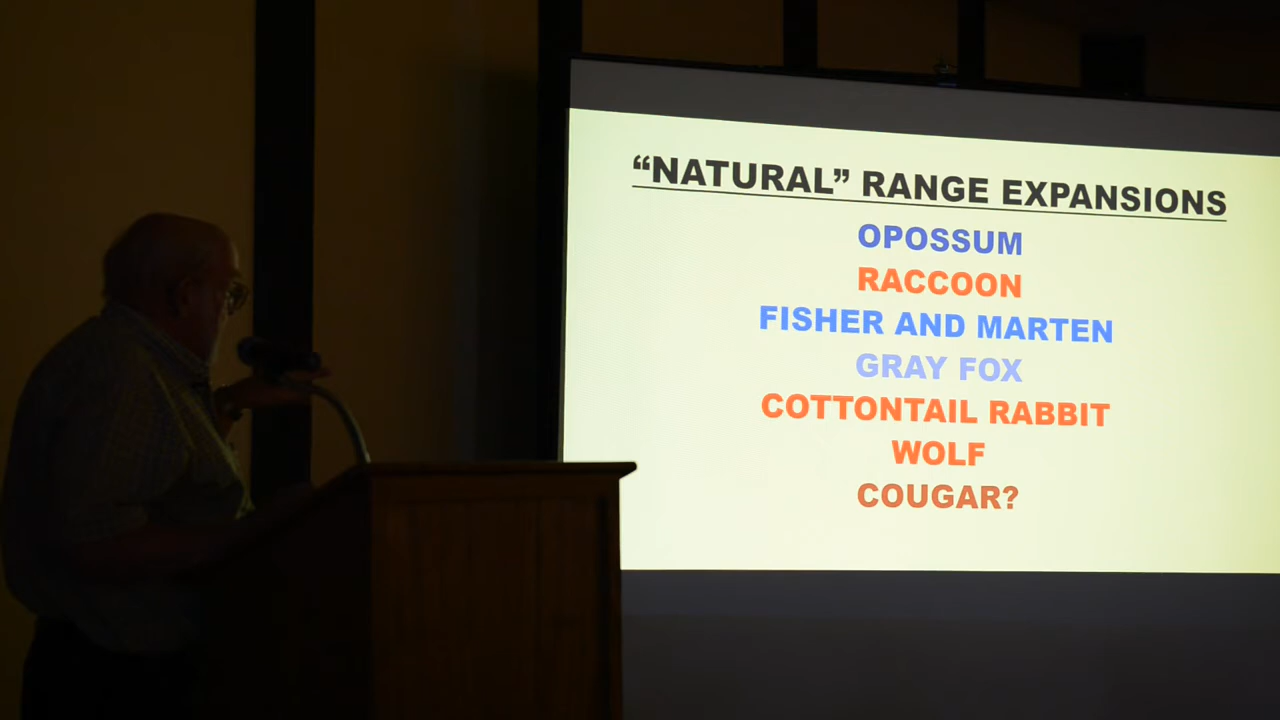 “NATURAL” RANGE EXPANSIONS
OPOSSUM
RACCOON
FISHER AND MARTEN
GRAY FOX
COTTONTAIL RABBIT
WOLF
COUGAR?